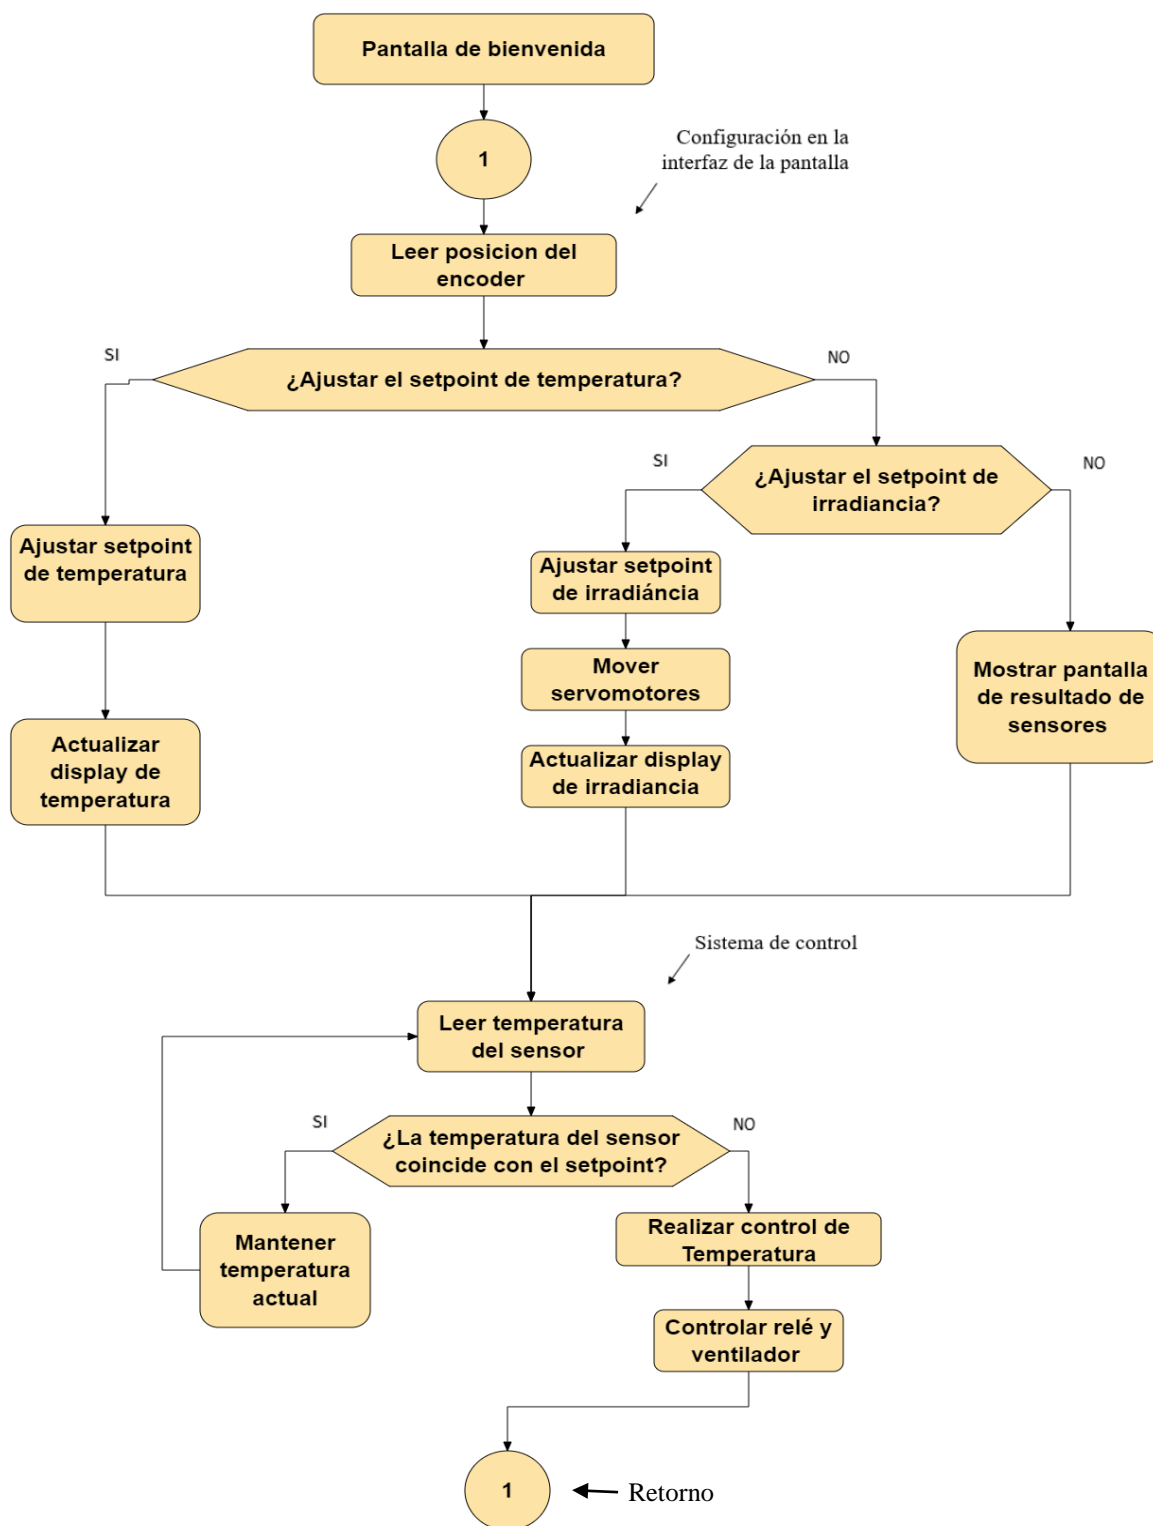 Pantalla de bienvenida
1
Configuración en la
interfaz de la pantalla
Leer posicion del
encoder
SI
NO
¿Ajustar el setpoint de temperatura?
SI
NO
¿Ajustar el setpoint de
irradiancia?
Ajustar setpoint
de temperatura
Ajustar setpoint
de irradiáncia
Mover
servomotores
Mostrar pantalla
de resultado de
sensores
Actualizar
display de
temperatura
Actualizar display
de irradiancia
Sistema de control
Leer temperatura
del sensor
SI
NO
¿La temperatura del sensor
coincide con el setpoint?
Mantener
temperatura
actual
Realizar control de
Temperatura
Controlar relé y
ventilador
1
Retorno